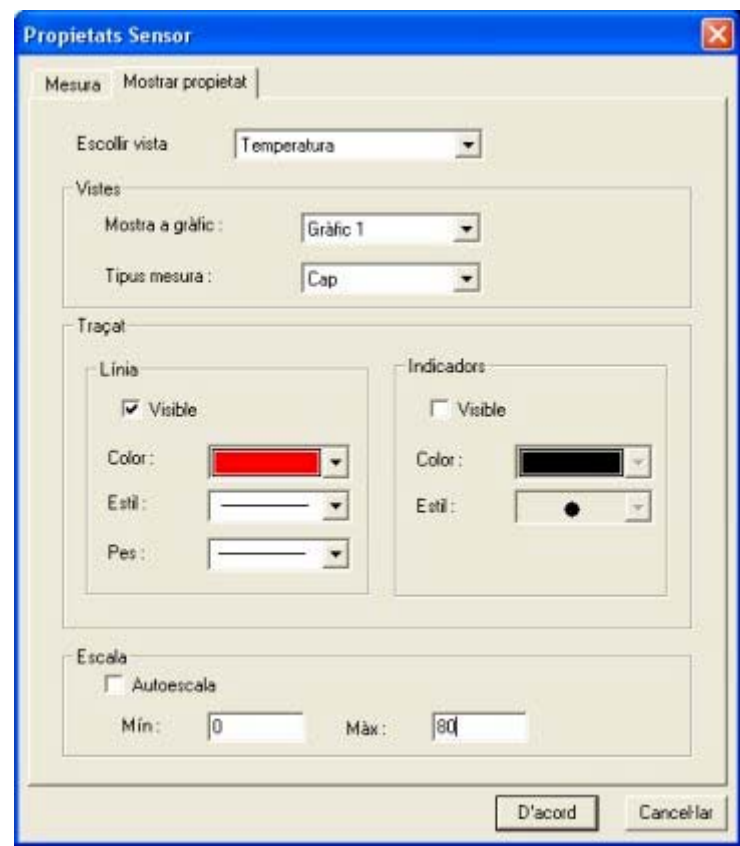 Propietats Sensor
Mesura Mostrar propietat
Escollir vista Temperatura
Vistes
Mostra a gràfic : Gràfic 1
Tipus mesura : Cap
Traçat
Línia Indicadors
Visible Visible
Color : Color :
Estil : Estil :
Pes :
Escala
Autoescala
Mín : 0 Màx : 80
D'acord Cancel·lar